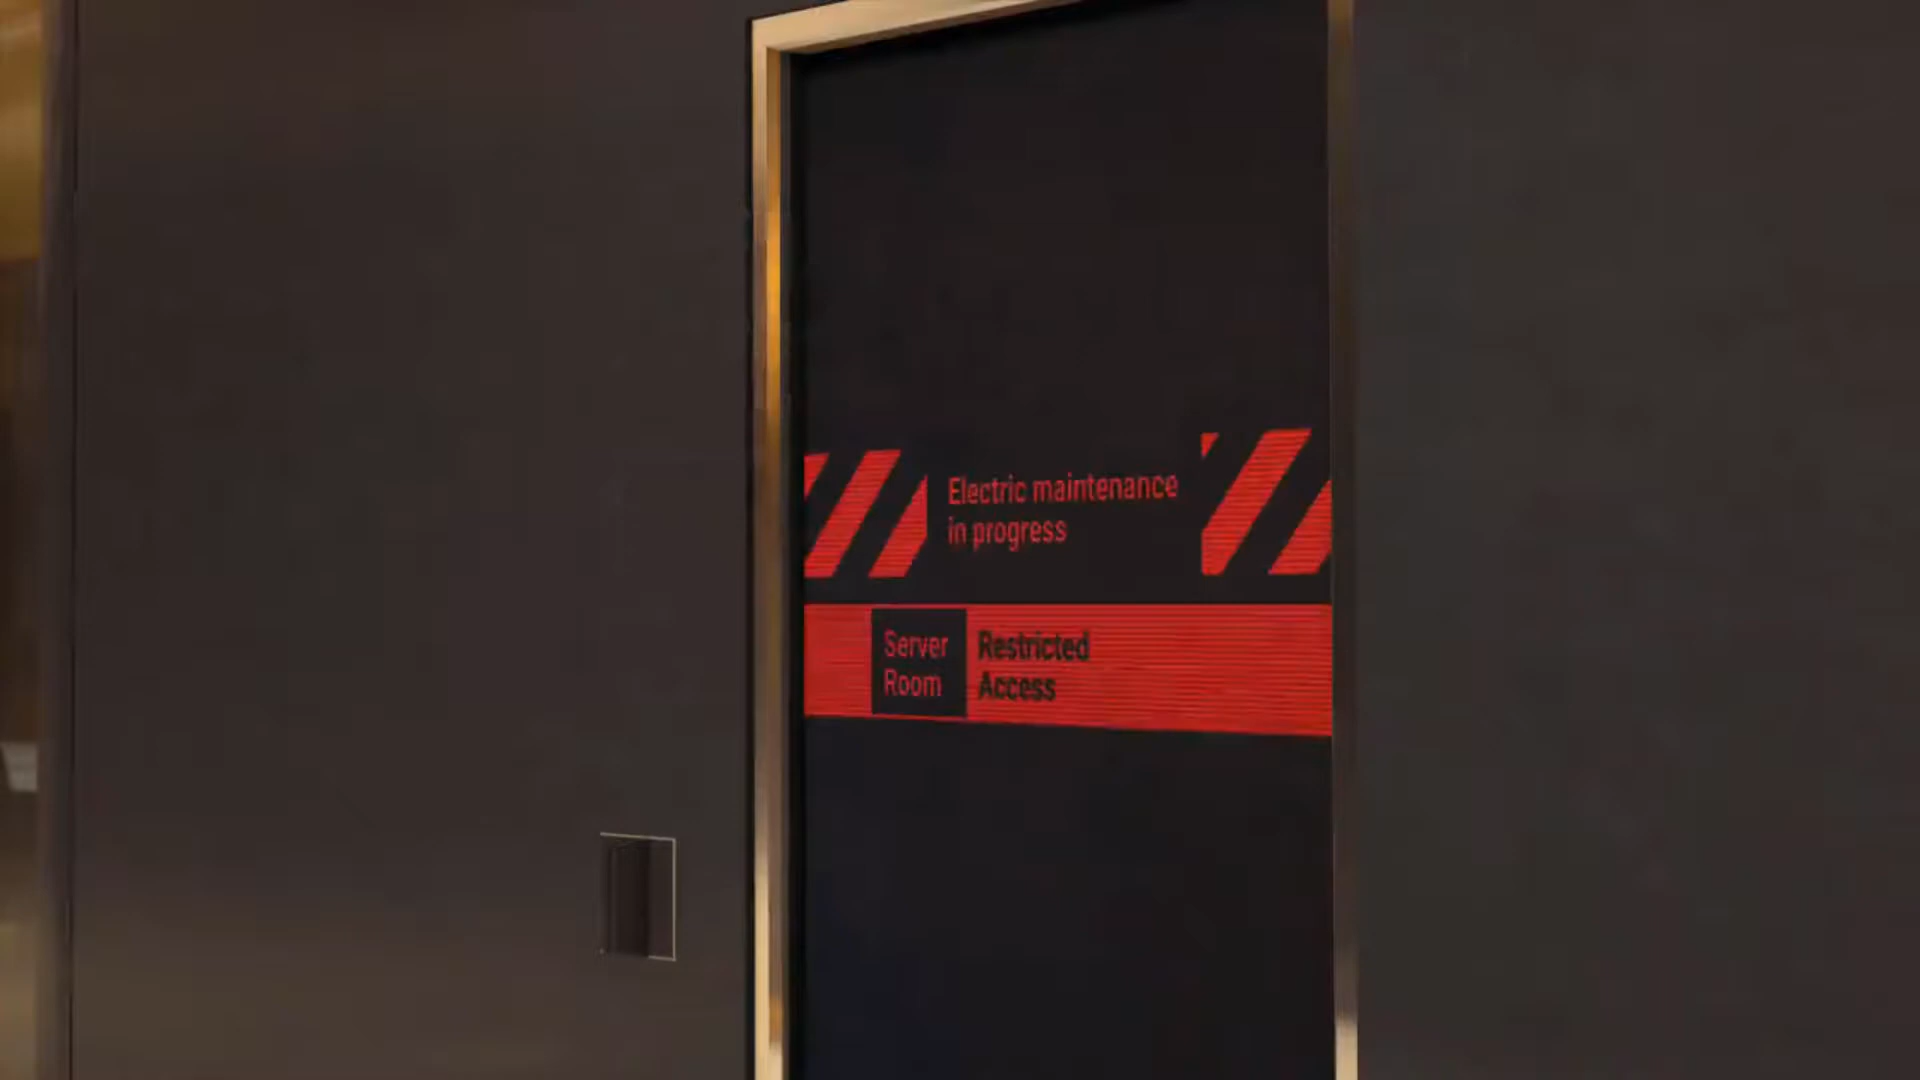 Electric maintenance
in progress
Server
Room
Restricted
Access